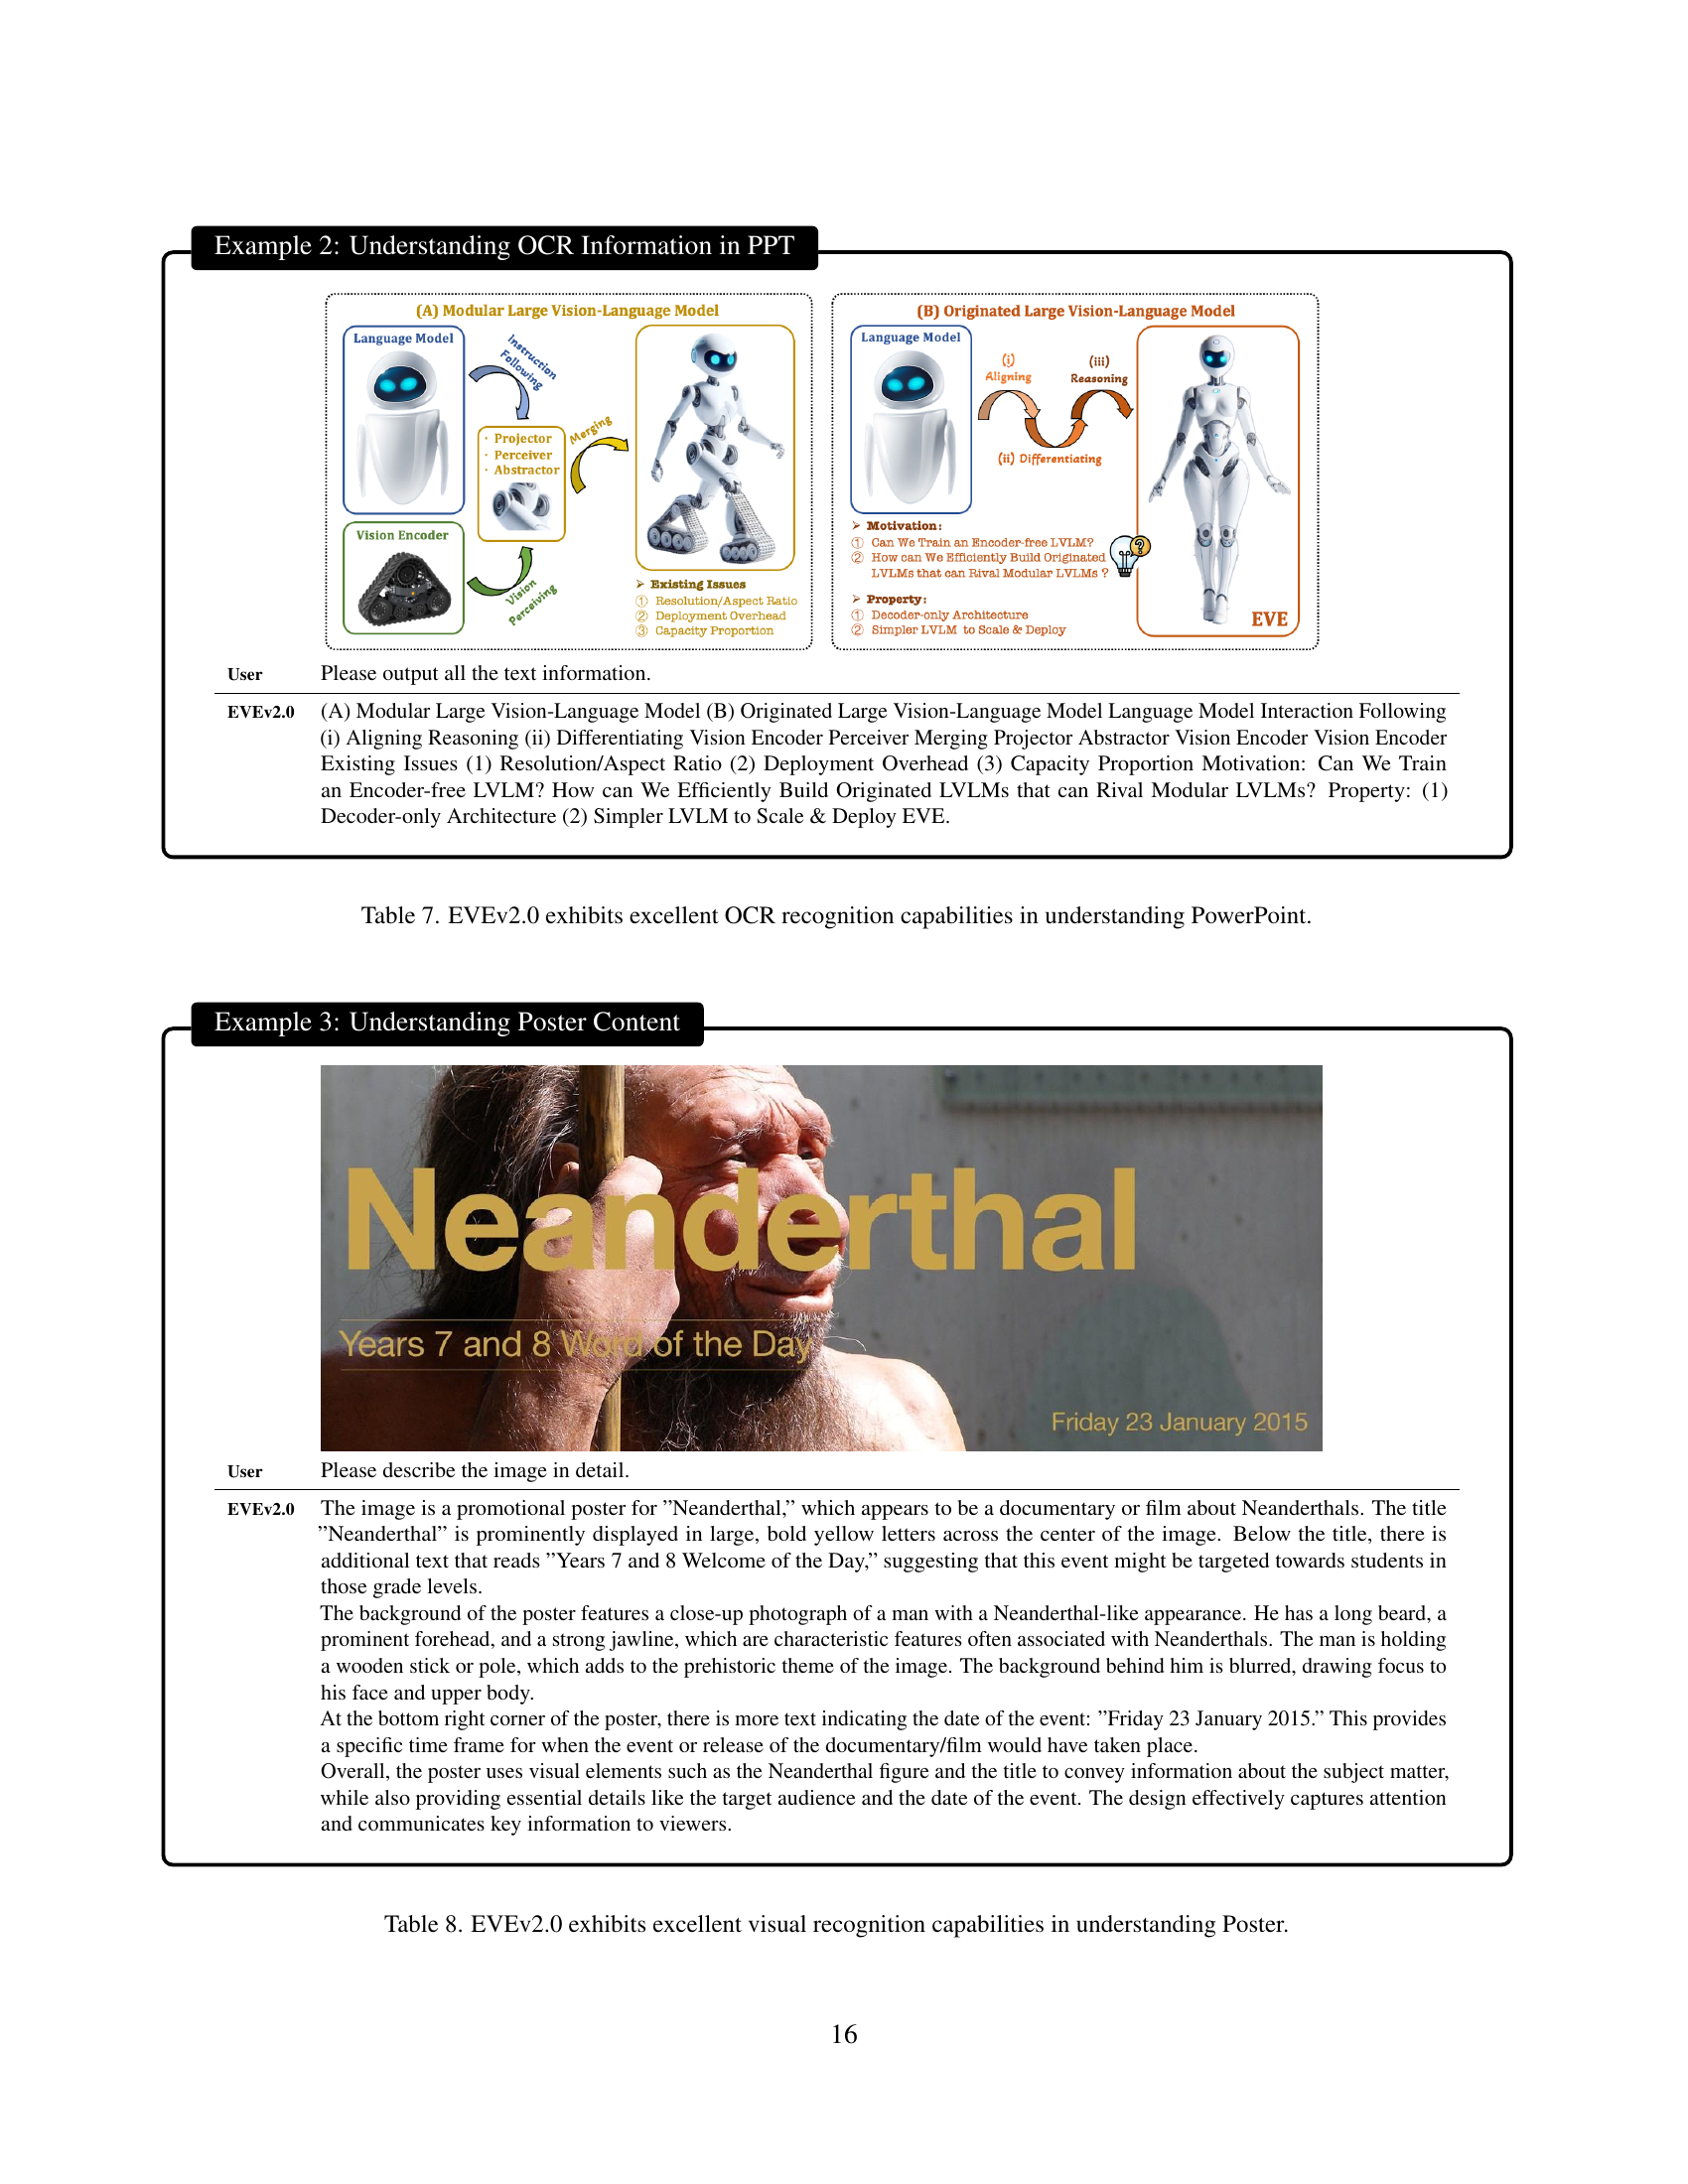 Example 2: Understanding OCR Information in PPT
(A) Modular Large Vision-Language Model
Language Model
Instruction
Following
· Projector
· Perceiver
· Abstractor
Merging
Vision Encoder
Vision
Perceiving
➢ Existing Issues
① Resolution/Aspect Ratio
② Deployment Overhead
③ Capacity Proportion
(B) Originated Large Vision-Language Model
Language Model
(i)
Aligning
(iii)
Reasoning
(ii) Differentiating
➢ Motivation:
① Can We Train an Encoder-free LVLM?
② How can We Efficiently Build Originated
LVLMs that can Rival Modular LVLMs ?
➢ Property:
① Decoder-only Architecture
② Simpler LVLM to Scale & Deploy
?
EVE
User Please output all the text information.
EVEv2.0 (A) Modular Large Vision-Language Model (B) Originated Large Vision-Language Model Language Model Interaction Following
(i) Aligning Reasoning (ii) Differentiating Vision Encoder Perceiver Merging Projector Abstractor Vision Encoder Vision Encoder
Existing Issues (1) Resolution/Aspect Ratio (2) Deployment Overhead (3) Capacity Proportion Motivation: Can We Train
an Encoder-free LVLM? How can We Efficiently Build Originated LVLMs that can Rival Modular LVLMs? Property: (1)
Decoder-only Architecture (2) Simpler LVLM to Scale & Deploy EVE.
Table 7. EVEv2.0 exhibits excellent OCR recognition capabilities in understanding PowerPoint.
Example 3: Understanding Poster Content
Neanderthal
Years 7 and 8 Word of the Day
Friday 23 January 2015
User Please describe the image in detail.
EVEv2.0 The image is a promotional poster for ”Neanderthal,” which appears to be a documentary or film about Neanderthals. The title
”Neanderthal” is prominently displayed in large, bold yellow letters across the center of the image. Below the title, there is
additional text that reads ”Years 7 and 8 Welcome of the Day,” suggesting that this event might be targeted towards students in
those grade levels.
The background of the poster features a close-up photograph of a man with a Neanderthal-like appearance. He has a long beard, a
prominent forehead, and a strong jawline, which are characteristic features often associated with Neanderthals. The man is holding
a wooden stick or pole, which adds to the prehistoric theme of the image. The background behind him is blurred, drawing focus to
his face and upper body.
At the bottom right corner of the poster, there is more text indicating the date of the event: ”Friday 23 January 2015.” This provides
a specific time frame for when the event or release of the documentary/film would have taken place.
Overall, the poster uses visual elements such as the Neanderthal figure and the title to convey information about the subject matter,
while also providing essential details like the target audience and the date of the event. The design effectively captures attention
and communicates key information to viewers.
Table 8. EVEv2.0 exhibits excellent visual recognition capabilities in understanding Poster.
16